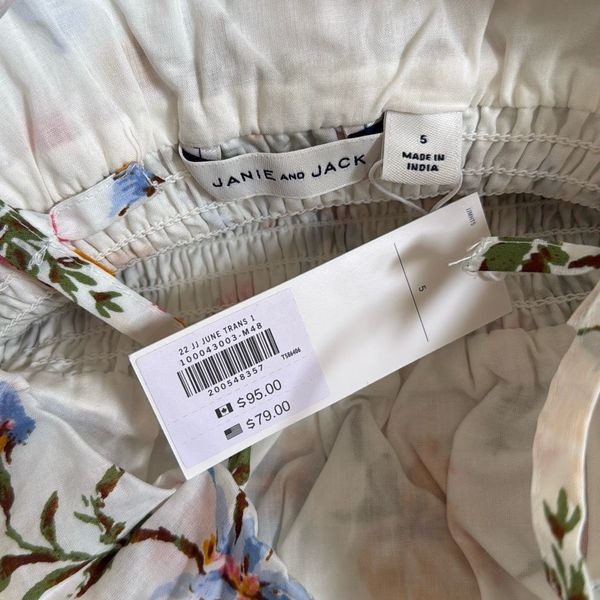 JANIE AND JACK
5
MADE IN
INDIA
5
22 JJ JUNE TRANS 1
100043003-M48
200548357
TS86406
$95.00
$79.00